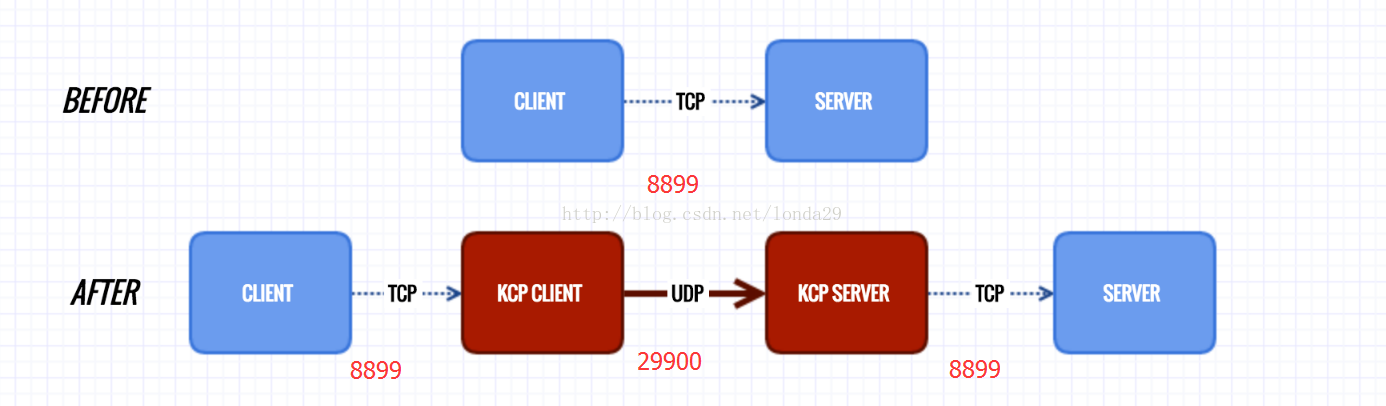 BEFORE CLIENT TCP SERVER
8899
http://blog.csdn.net/londa29
AFTER CLIENT TCP KCP CLIENT UDP KCP SERVER TCP SERVER
8899 29900 8899